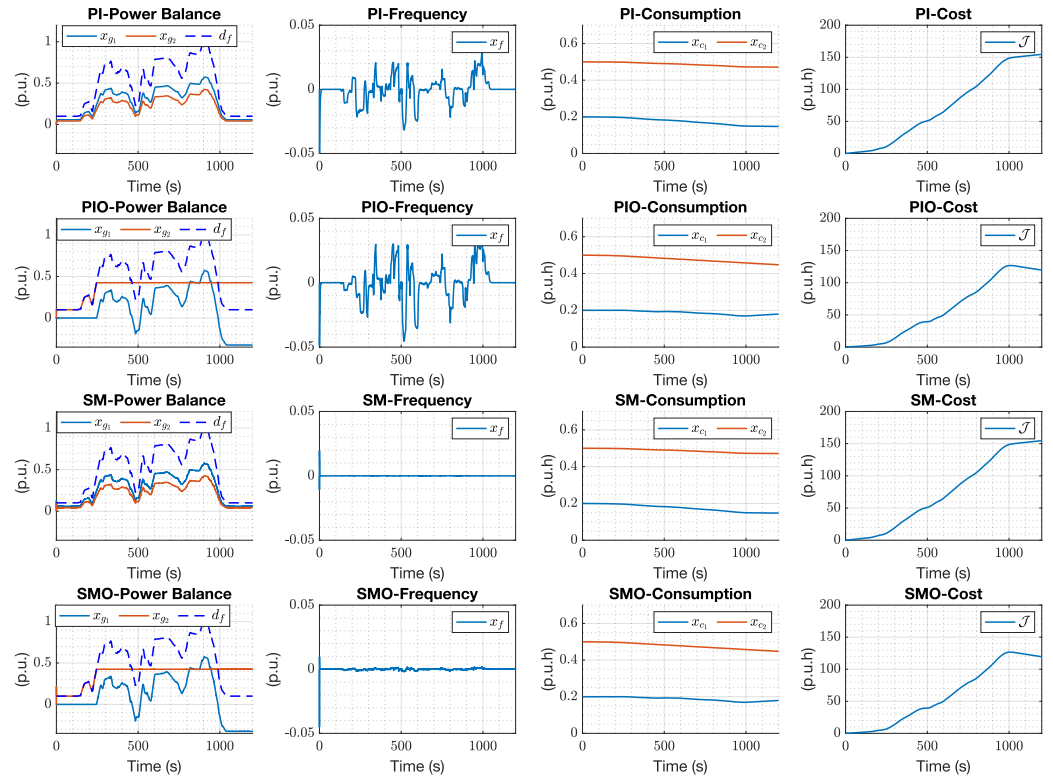 PI-Power Balance
x_{g_1} x_{g_2} d_f
(p.u.)
1
0.5
0
0 500 1000
Time (s)
PI-Frequency
x_f
(p.u.)
0.05
0
-0.05
0 500 1000
Time (s)
PI-Consumption
x_{c_1} x_{c_2}
(p.u.h)
0.6
0.4
0.2
0
0 500 1000
Time (s)
PI-Cost
𝒥
(p.u.h)
200
150
100
50
0
0 500 1000
Time (s)
PIO-Power Balance
x_{g_1} x_{g_2} d_f
(p.u.)
1
0.5
0
0 500 1000
Time (s)
PIO-Frequency
x_f
(p.u.)
0.05
0
-0.05
0 500 1000
Time (s)
PIO-Consumption
x_{c_1} x_{c_2}
(p.u.h)
0.6
0.4
0.2
0
0 500 1000
Time (s)
PIO-Cost
𝒥
(p.u.h)
200
150
100
50
0
0 500 1000
Time (s)
SM-Power Balance
x_{g_1} x_{g_2} d_f
(p.u.)
1
0.5
0
0 500 1000
Time (s)
SM-Frequency
x_f
(p.u.)
0.05
0
-0.05
0 500 1000
Time (s)
SM-Consumption
x_{c_1} x_{c_2}
(p.u.h)
0.6
0.4
0.2
0
0 500 1000
Time (s)
SM-Cost
𝒥
(p.u.h)
200
150
100
50
0
0 500 1000
Time (s)
SMO-Power Balance
x_{g_1} x_{g_2} d_f
(p.u.)
1
0.5
0
0 500 1000
Time (s)
SMO-Frequency
x_f
(p.u.)
0.05
0
-0.05
0 500 1000
Time (s)
SMO-Consumption
x_{c_1} x_{c_2}
(p.u.h)
0.6
0.4
0.2
0
0 500 1000
Time (s)
SMO-Cost
𝒥
(p.u.h)
200
150
100
50
0
0 500 1000
Time (s)